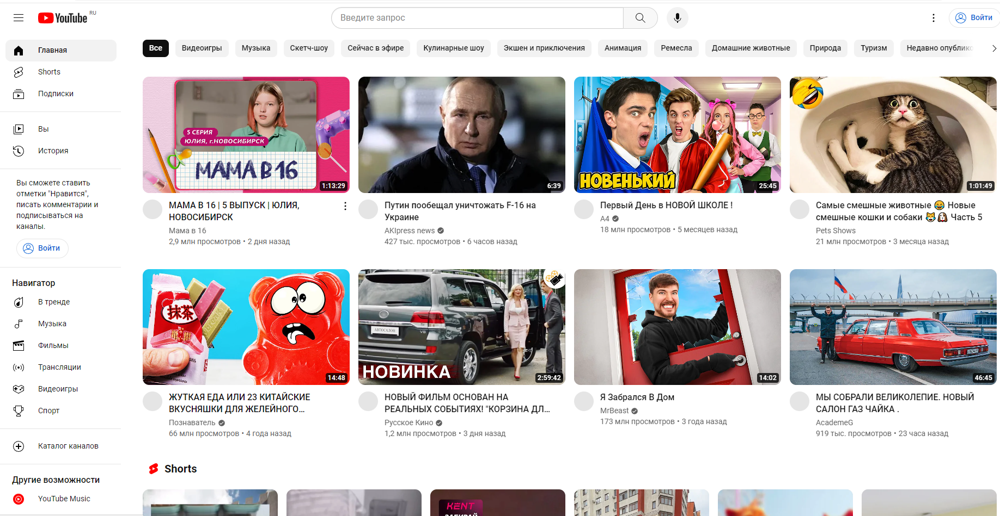 YouTube RU
Введите запрос
Войти
Главная
Shorts
Подписки
Вы
История
Вы сможете ставить
отметки "Нравится",
писать комментарии и
подписываться на
каналы.
Войти
Навигатор
В тренде
Музыка
Фильмы
Трансляции
Видеоигры
Спорт
Каталог каналов
Другие возможности
YouTube Music
Все
Видеоигры
Музыка
Скетч-шоу
Сейчас в эфире
Кулинарные шоу
Экшен и приключения
Анимация
Ремесла
Домашние животные
Природа
Туризм
Недавно опублик
5 СЕРИЯ
ЮЛИЯ, г.НОВОСИБИРСК
МАМА В 16
1:13:29
МАМА В 16 | 5 ВЫПУСК | ЮЛИЯ,
НОВОСИБИРСК
Мама в 16
2,9 млн просмотров • 2 дня назад
6:39
Путин пообещал уничтожать F-16 на
Украине
AKIpress news
427 тыс. просмотров • 6 часов назад
НОВЕНЬКИЙ
25:45
Первый День в НОВОЙ ШКОЛЕ !
A4
18 млн просмотров • 5 месяцев назад
1:01:49
Самые смешные животные 😂 Новые
смешные кошки и собаки 😹🐶 Часть 5
Pets Shows
21 млн просмотров • 3 месяца назад
抹茶
14:48
ЖУТКАЯ ЕДА ИЛИ 23 КИТАЙСКИЕ
ВКУСНЯШКИ ДЛЯ ЖЕЛЕЙНОГО...
Познаватель
66 млн просмотров • 4 года назад
АВТОСАЛОН
V8
НОВИНКА
2:59:42
НОВЫЙ ФИЛЬМ ОСНОВАН НА
РЕАЛЬНЫХ СОБЫТИЯХ! "КОРЗИНА ДЛ...
Русское Кино
1,2 млн просмотров • 3 дня назад
14:02
Я Забрался В Дом
MrBeast
173 млн просмотров • 3 года назад
46:45
МЫ СОБРАЛИ ВЕЛИКОЛЕПИЕ. НОВЫЙ
САЛОН ГАЗ ЧАЙКА .
AcademeG
919 тыс. просмотров • 23 часа назад
Shorts
KENT
ЗАБИРАЙ